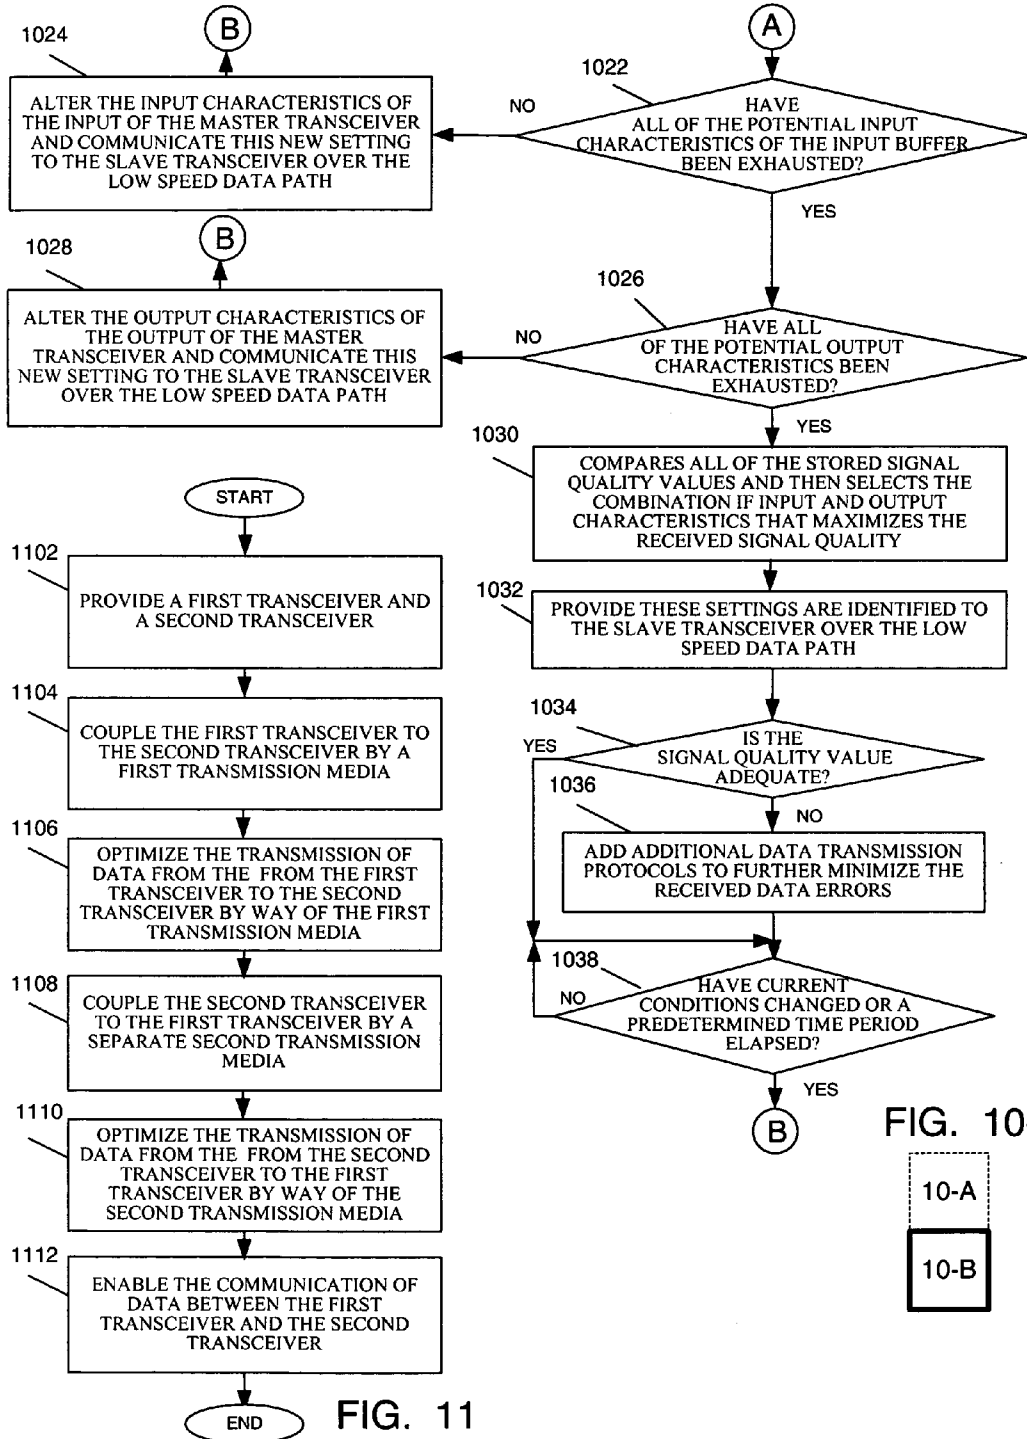 B
1024
ALTER THE INPUT CHARACTERISTICS OF
THE INPUT OF THE MASTER TRANSCEIVER
AND COMMUNICATE THIS NEW SETTING
TO THE SLAVE TRANSCEIVER OVER THE
LOW SPEED DATA PATH
A
1022
NO
HAVE
ALL OF THE POTENTIAL INPUT
CHARACTERISTICS OF THE INPUT BUFFER
BEEN EXHAUSTED?
YES
B
1028
ALTER THE OUTPUT CHARACTERISTICS OF
THE OUTPUT OF THE MASTER
TRANSCEIVER AND COMMUNICATE THIS
NEW SETTING TO THE SLAVE TRANSCEIVER
OVER THE LOW SPEED DATA PATH
1026
NO
HAVE ALL
OF THE POTENTIAL OUTPUT
CHARACTERISTICS BEEN
EXHAUSTED?
YES
1030
COMPARES ALL OF THE STORED SIGNAL
QUALITY VALUES AND THEN SELECTS THE
COMBINATION IF INPUT AND OUTPUT
CHARACTERISTICS THAT MAXIMIZES THE
RECEIVED SIGNAL QUALITY
1032
PROVIDE THESE SETTINGS ARE IDENTIFIED TO
THE SLAVE TRANSCEIVER OVER THE LOW
SPEED DATA PATH
1034
YES
IS THE
SIGNAL QUALITY VALUE
ADEQUATE?
1036
NO
ADD ADDITIONAL DATA TRANSMISSION
PROTOCOLS TO FURTHER MINIMIZE THE
RECEIVED DATA ERRORS
1038
NO
HAVE CURRENT
CONDITIONS CHANGED OR A
PREDETERMINED TIME PERIOD
ELAPSED?
YES
B
FIG. 10-
10-A
10-B
START
1102
PROVIDE A FIRST TRANSCEIVER AND
A SECOND TRANSCEIVER
1104
COUPLE THE FIRST TRANSCEIVER TO
THE SECOND TRANSCEIVER BY A
FIRST TRANSMISSION MEDIA
1106
OPTIMIZE THE TRANSMISSION OF
DATA FROM THE FROM THE FIRST
TRANSCEIVER TO THE SECOND
TRANSCEIVER BY WAY OF THE FIRST
TRANSMISSION MEDIA
1108
COUPLE THE SECOND TRANSCEIVER
TO THE FIRST TRANSCEIVER BY A
SEPARATE SECOND TRANSMISSION
MEDIA
1110
OPTIMIZE THE TRANSMISSION OF
DATA FROM THE FROM THE SECOND
TRANSCEIVER TO THE FIRST
TRANSCEIVER BY WAY OF THE
SECOND TRANSMISSION MEDIA
1112
ENABLE THE COMMUNICATION OF
DATA BETWEEN THE FIRST
TRANSCEIVER AND THE SECOND
TRANSCEIVER
END
FIG. 11